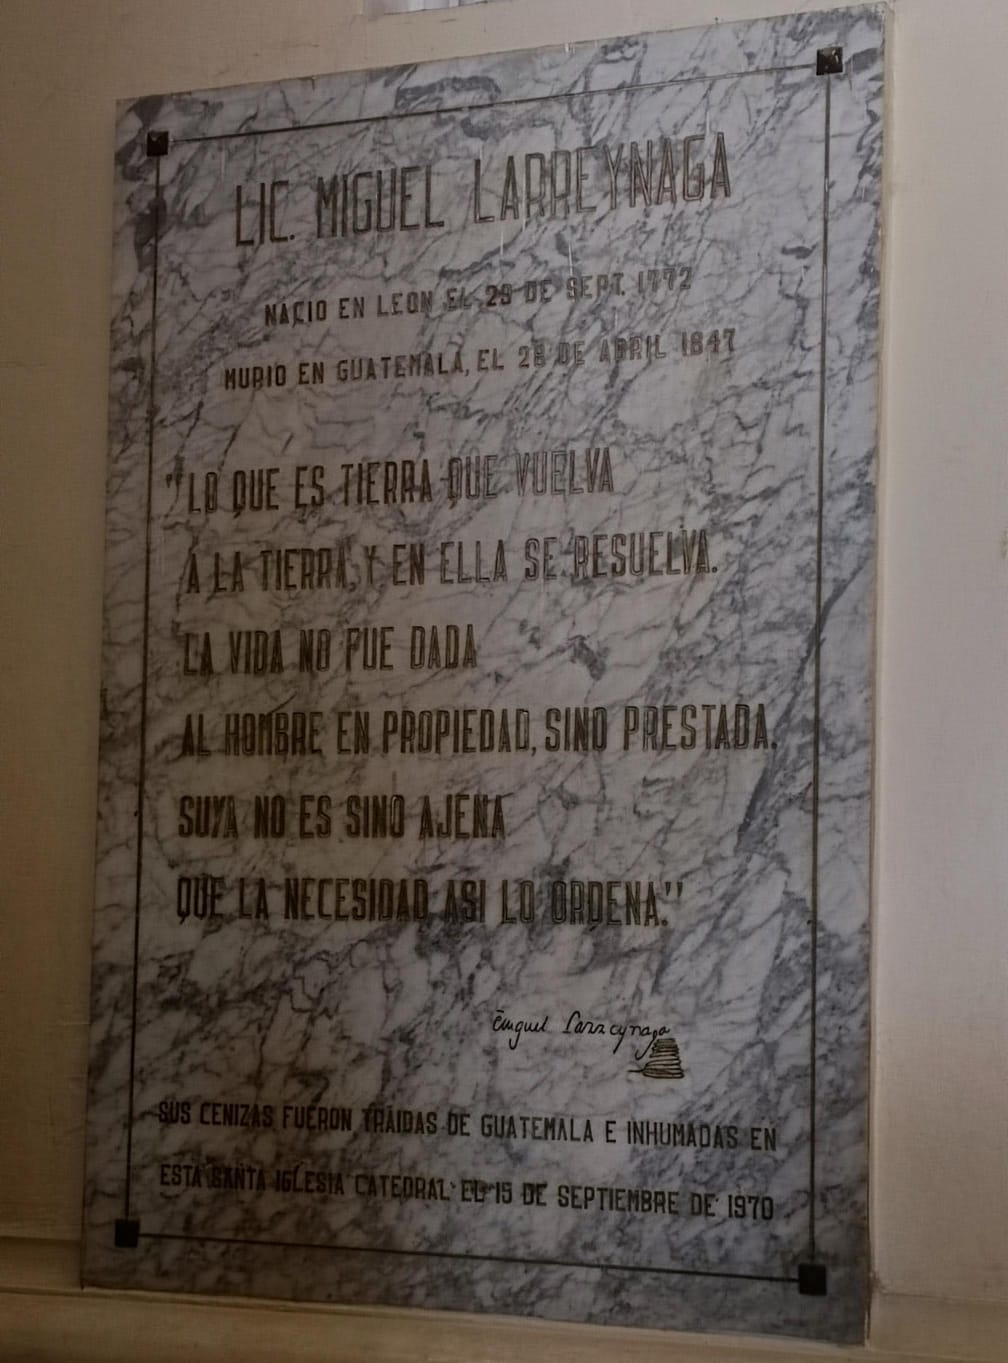 LIC. MIGUEL LARREYNAGA
NACIO EN LEON EL 29 DE SEPT. 1772
MURIO EN GUATEMALA, EL 28 DE ABRIL 1847
"LO QUE ES TIERRA QUE VUELVA
A LA TIERRA, Y EN ELLA SE RESUELVA.
LA VIDA NO FUE DADA
AL HOMBRE EN PROPIEDAD, SINO PRESTADA.
SUYA NO ES SINO AJENA
QUE LA NECESIDAD ASI LO ORDENA."
Miguel Larreynaga
SUS CENIZAS FUERON TRAIDAS DE GUATEMALA E INHUMADAS EN
ESTA SANTA IGLESIA CATEDRAL EL 15 DE SEPTIEMBRE DE 1970